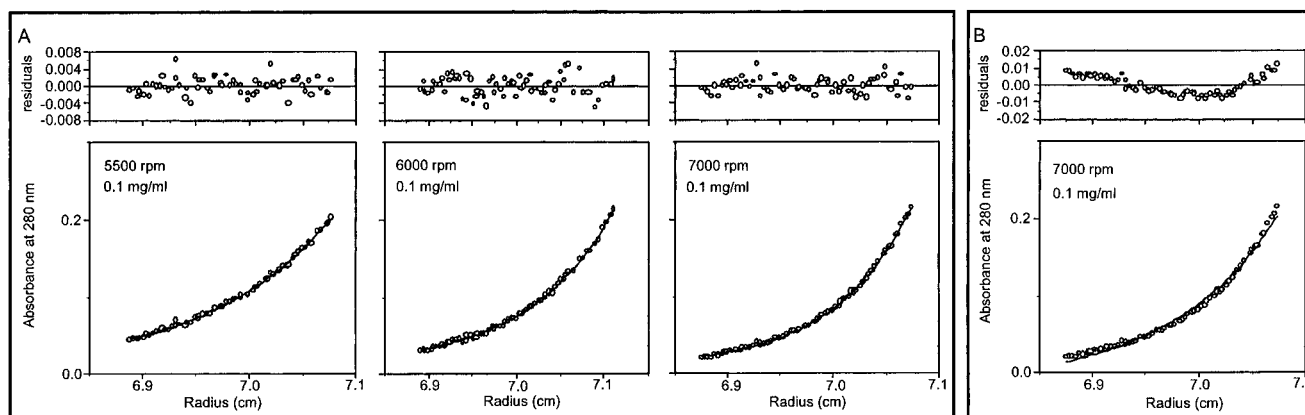 A
residuals
0.008
0.004
0.000
-0.004
-0.008
5500 rpm
0.1 mg/ml
6000 rpm
0.1 mg/ml
7000 rpm
0.1 mg/ml
Absorbance at 280 nm
0.2
0.0
6.9 7.0 7.1
Radius (cm)
6.9 7.0 7.1
Radius (cm)
6.9 7.0 7.1
Radius (cm)
B
residuals
0.02
0.01
0.00
-0.01
-0.02
7000 rpm
0.1 mg/ml
Absorbance at 280 nm
0.2
0.0
6.9 7.0 7.
Radius (cm)